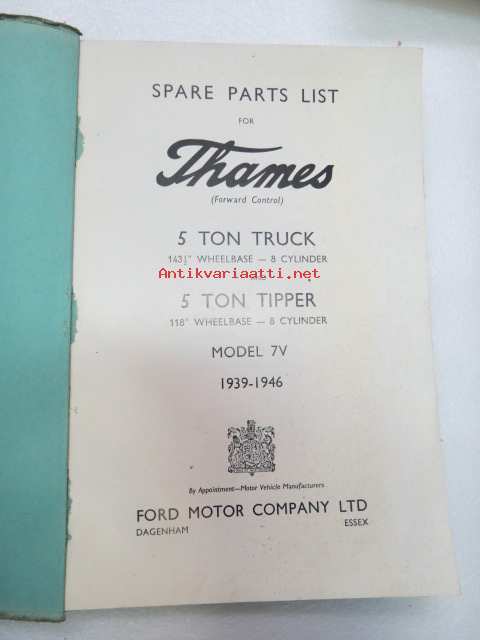 SPARE PARTS LIST
FOR
Thames
(Forward Control)
5 TON TRUCK
143½" WHEELBASE — 8 CYLINDER
Antikvariaatti.net
5 TON TIPPER
118" WHEELBASE — 8 CYLINDER
MODEL 7V
1939-1946
By Appointment—Motor Vehicle Manufacturers
FORD MOTOR COMPANY LTD
DAGENHAM ESSEX